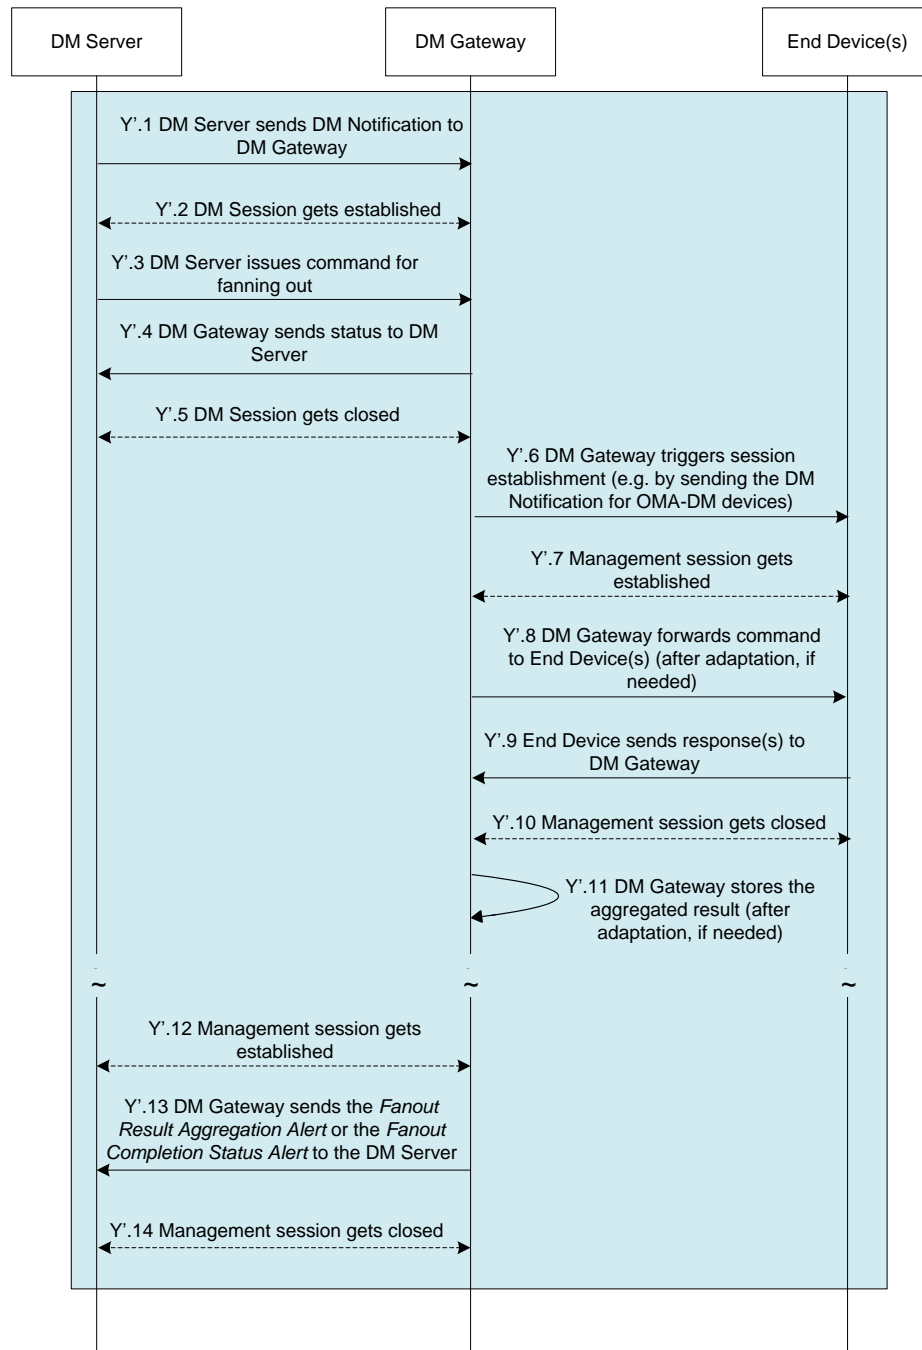 DM Server
DM Gateway
End Device(s)
Y’.1 DM Server sends DM Notification to
DM Gateway
Y’.2 DM Session gets established
Y’.3 DM Server issues command for
fanning out
Y’.4 DM Gateway sends status to DM
Server
Y’.5 DM Session gets closed
Y’.6 DM Gateway triggers session
establishment (e.g. by sending the DM
Notification for OMA-DM devices)
Y’.7 Management session gets
established
Y’.8 DM Gateway forwards command
to End Device(s) (after adaptation, if
needed)
Y’.9 End Device sends response(s) to
DM Gateway
Y’.10 Management session gets closed
Y’.11 DM Gateway stores the
aggregated result (after
adaptation, if needed)
~
~
~
Y’.12 Management session gets
established
Y’.13 DM Gateway sends the Fanout
Result Aggregation Alert or the Fanout
Completion Status Alert to the DM Server
Y’.14 Management session gets closed